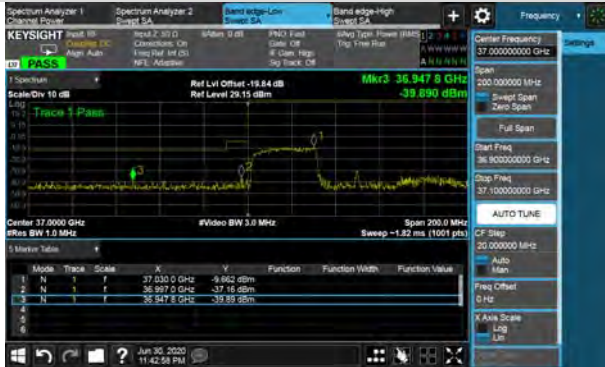 Spectrum Analyzer 1
Channel Power
Spectrum Analyzer 2
Swept SA
Band edge-Low
Swept SA
Band edge-High
Swept SA
+
Frequency
KEYSIGHT
Input: RF
Coupling: DC
Align: Auto
Input Z: 50 Ω
Corrections: On
Freq Ref: Int (S)
NFE: Adaptive
PNO: Fast
Gate: Off
IF Gain: High
Sig Track: Off
Avg Type: Power (RMS)
Trig: Free Run
PASS
1 Spectrum
Scale/Div 10 dB
Ref Lvl Offset -19.84 dB
Ref Level 29.15 dBm
Mkr3 36.947 8 GHz
-39.890 dBm
Log
Trace 1 Pass
Center 37.0000 GHz
#Res BW 1.0 MHz
#Video BW 3.0 MHz
Span 200.0 MHz
Sweep ~1.82 ms (1001 pts)
5 Marker Table
Mode Trace Scale X Y Function Function Width Function Value
1 N 1 f 37.030 0 GHz -9.662 dBm
2 N 1 f 36.997 0 GHz -37.16 dBm
3 N 1 f 36.947 8 GHz -39.89 dBm
4
5
6
Center Frequency
37.000000000 GHz
Settings
Span
200.000000 MHz
Swept Span
Zero Span
Full Span
Start Freq
36.900000000 GHz
Stop Freq
37.100000000 GHz
AUTO TUNE
CF Step
20.000000 MHz
Auto
Man
Freq Offset
0 Hz
X Axis Scale
Log
Lin
?
Jun 30, 2020
11:42:58 PM